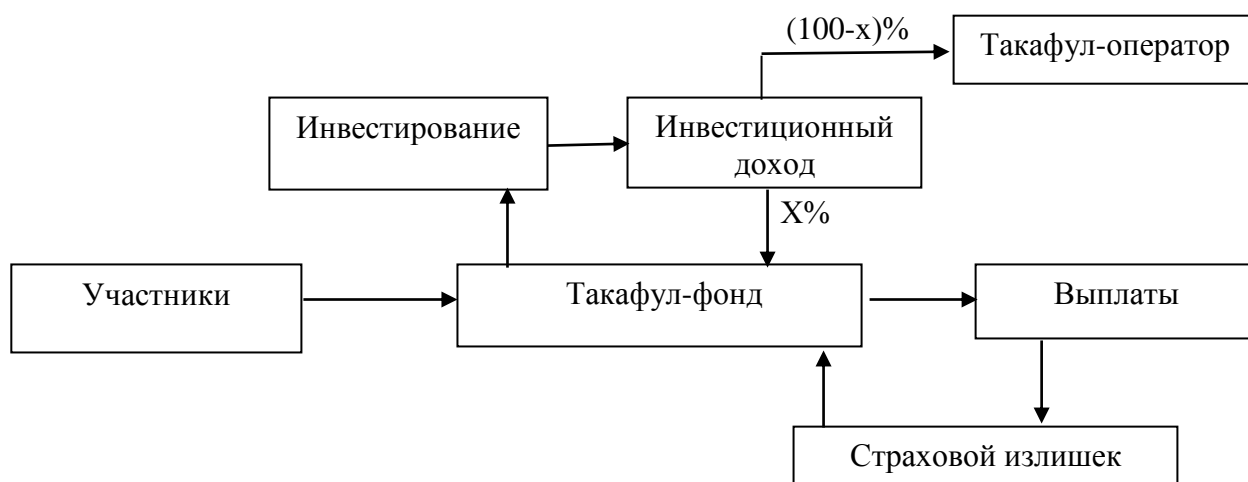 (100-x)%
Такафул-оператор
Инвестирование
Инвестиционный
доход
X%
Участники
Такафул-фонд
Выплаты
Страховой излишек